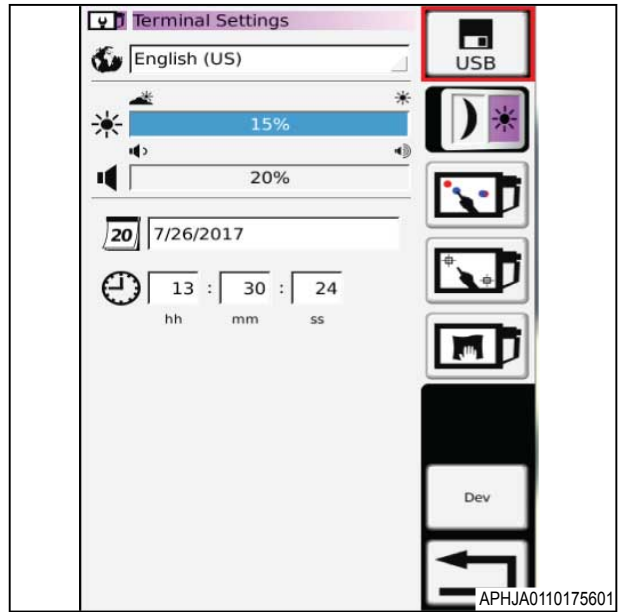 Terminal Settings
English (US)
USB
15%
20%
20
7/26/2017
13 : 30 : 24
hh mm ss
Dev
APHJA0110175601